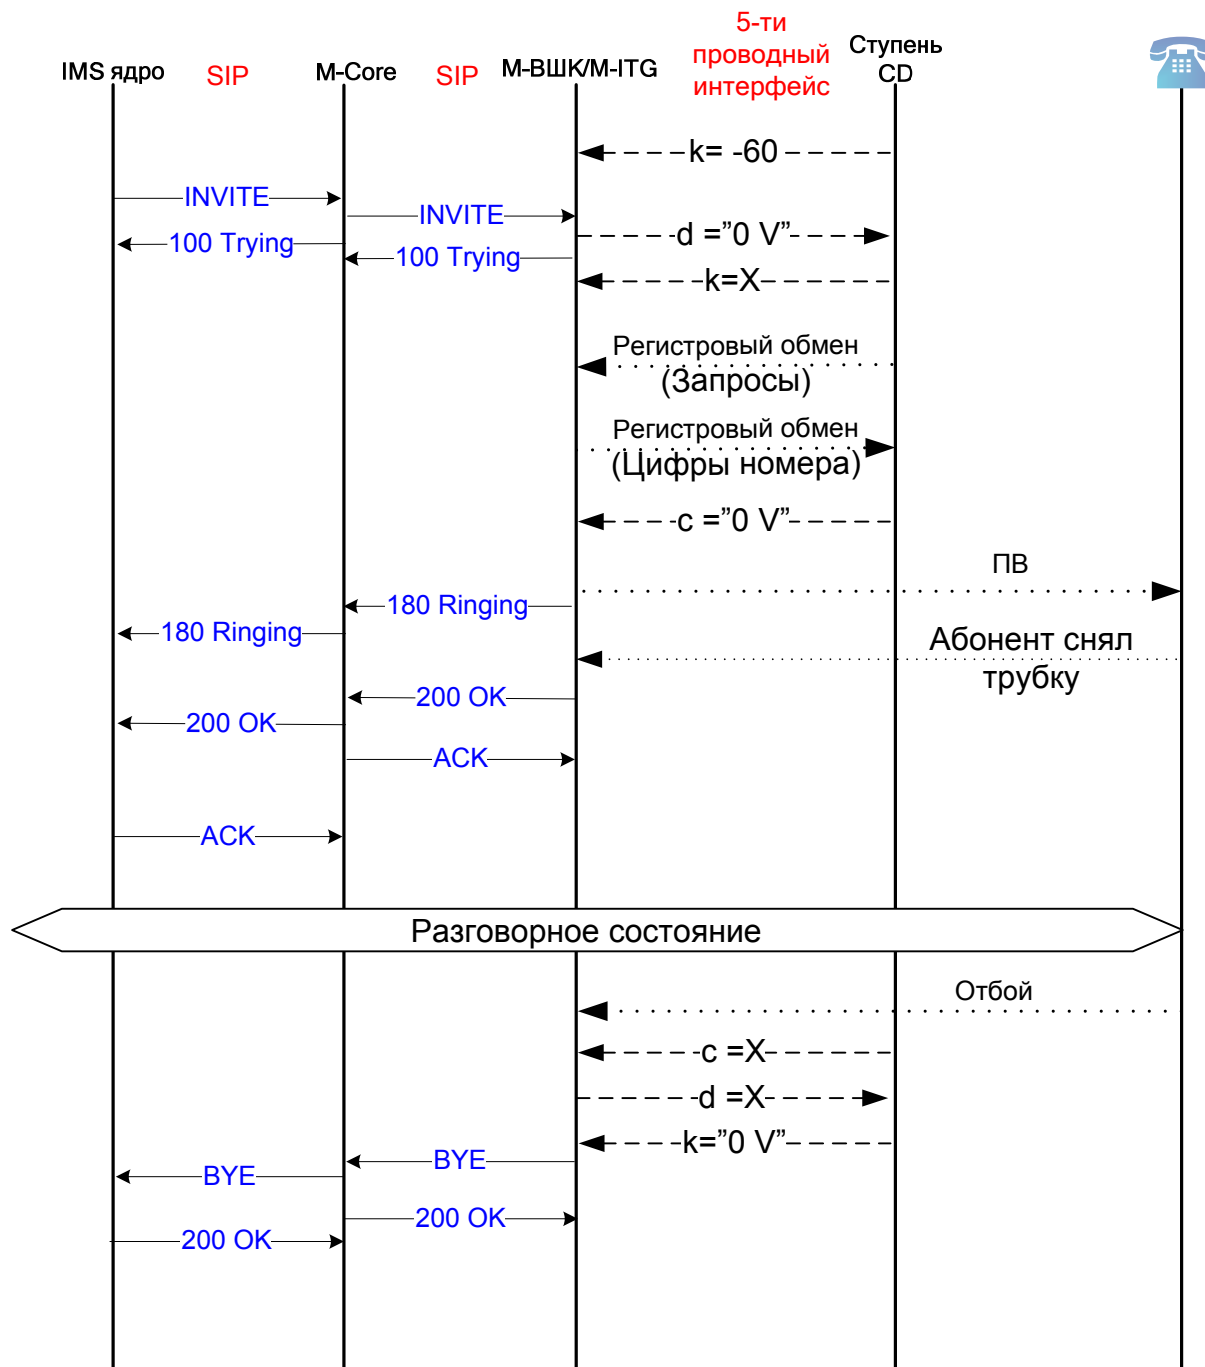 5-ти
проводный
интерфейс
Ступень
CD
IMS ядро
SIP
M-Core
SIP
М-ВШК/M-ITG
k= -60
INVITE
INVITE
100 Trying
d =”0 V”
100 Trying
k=X
Регистровый обмен
(Запросы)
Регистровый обмен
(Цифры номера)
c =”0 V”
ПВ
180 Ringing
180 Ringing
Абонент снял
трубку
200 OK
200 OK
ACK
ACK
Разговорное состояние
Отбой
c =X
d =X
k=”0 V”
BYE
BYE
200 OK
200 OK